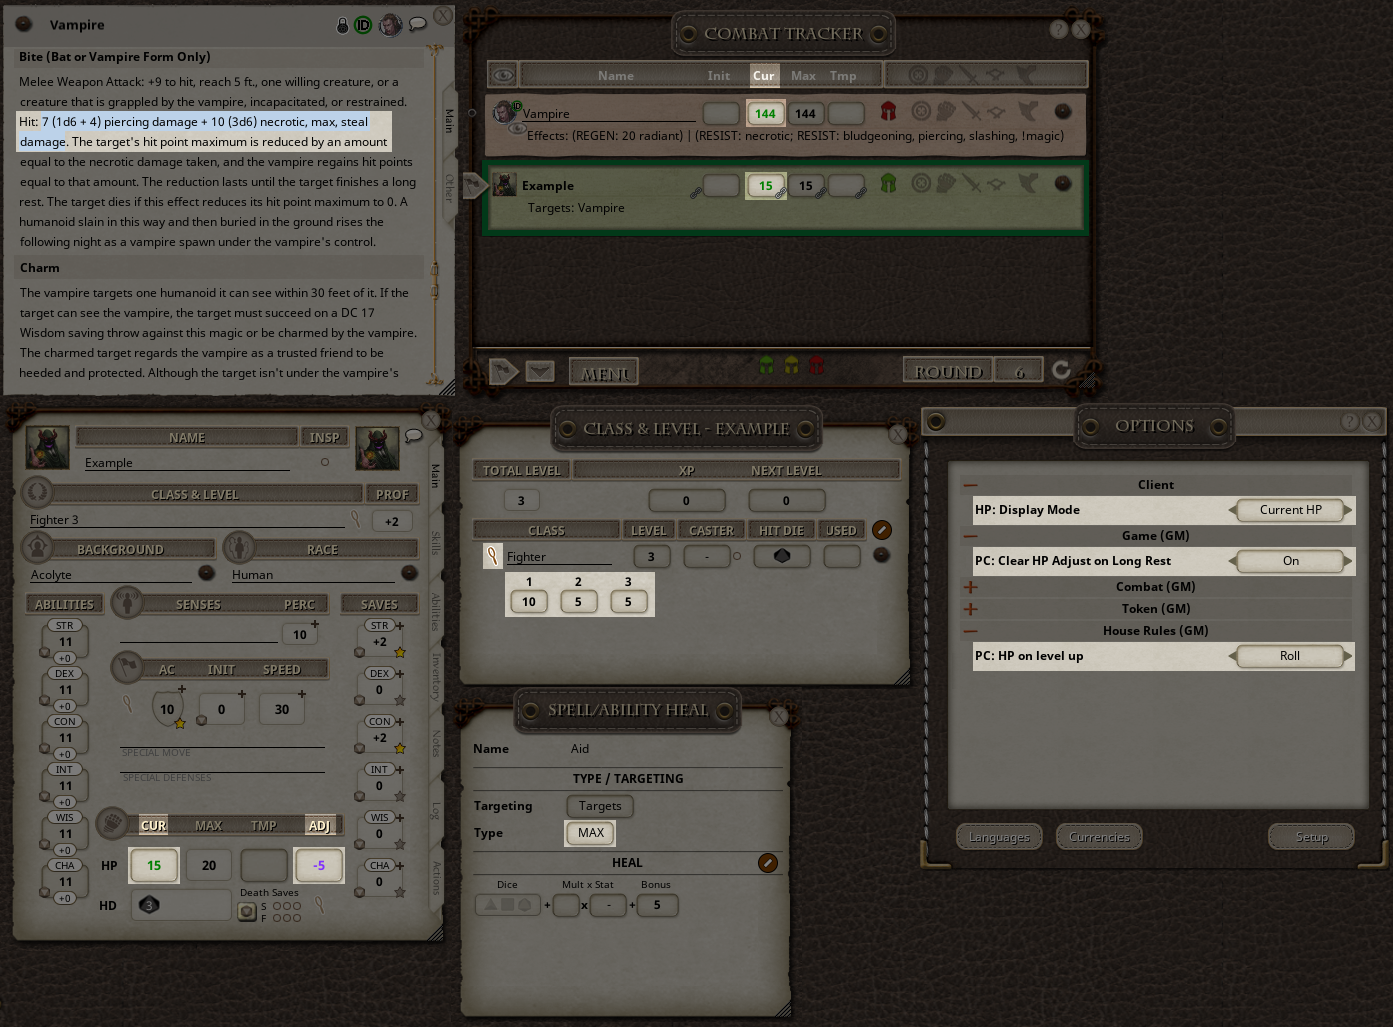 Vampire
ID
X
Bite (Bat or Vampire Form Only)
Melee Weapon Attack: +9 to hit, reach 5 ft., one willing creature, or a
creature that is grappled by the vampire, incapacitated, or restrained.
Hit: 7 (1d6 + 4) piercing damage + 10 (3d6) necrotic, max, steal
damage. The target's hit point maximum is reduced by an amount
equal to the necrotic damage taken, and the vampire regains hit points
equal to that amount. The reduction lasts until the target finishes a long
rest. The target dies if this effect reduces its hit point maximum to 0. A
humanoid slain in this way and then buried in the ground rises the
following night as a vampire spawn under the vampire's control.
Charm
The vampire targets one humanoid it can see within 30 feet of it. If the
target can see the vampire, the target must succeed on a DC 17
Wisdom saving throw against this magic or be charmed by the vampire.
The charmed target regards the vampire as a trusted friend to be
heeded and protected. Although the target isn't under the vampire's
Main
Other
COMBAT TRACKER
? X
Name Init Cur Max Tmp
ID
Vampire 144 144
Effects: (REGEN: 20 radiant) | (RESIST: necrotic; RESIST: bludgeoning, piercing, slashing, !magic)
Example 15 15
Targets: Vampire
MENU
ROUND 6
X
NAME INSP
Example
CLASS & LEVEL PROF
Fighter 3 +2
BACKGROUND RACE
Acolyte Human
ABILITIES SENSES PERC SAVES
STR 11 +0
DEX 11 +0
CON 11 +0
INT 11 +0
WIS 11 +0
CHA 11 +0
10
AC INIT SPEED
10 0 30
SPECIAL MOVE
SPECIAL DEFENSES
STR +2
DEX 0
CON +2
INT 0
WIS 0
CHA 0
CUR MAX TMP ADJ
HP 15 20 -5
HD 3
Death Saves
S
F
Main
Skills
Abilities
Inventory
Notes
Log
Actions
CLASS & LEVEL - EXAMPLE
X
TOTAL LEVEL XP NEXT LEVEL
3 0 0
CLASS LEVEL CASTER HIT DIE USED
Fighter 3 -
1 2 3
10 5 5
SPELL/ABILITY HEAL
X
Name Aid
TYPE / TARGETING
Targeting Targets
Type MAX
HEAL
Dice Mult x Stat Bonus
+ x - + 5
OPTIONS
? X
Client
HP: Display Mode Current HP
Game (GM)
PC: Clear HP Adjust on Long Rest On
Combat (GM)
Token (GM)
House Rules (GM)
PC: HP on level up Roll
Languages Currencies Setup